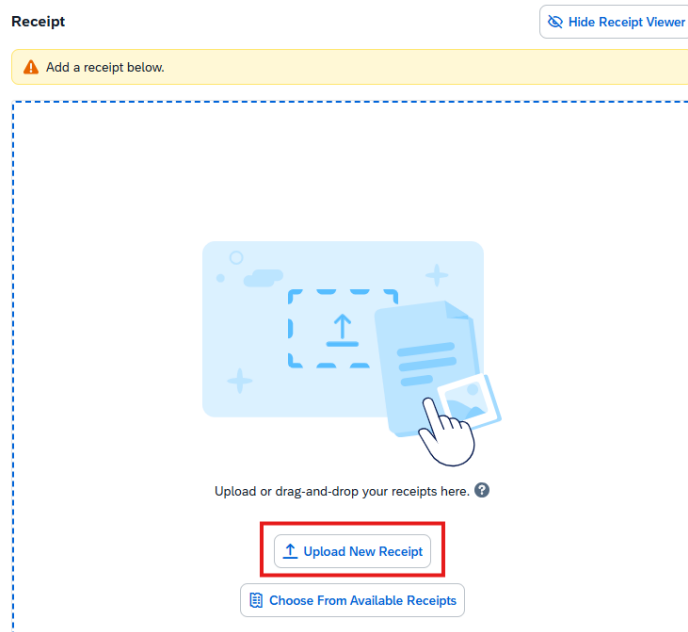 Receipt
Hide Receipt Viewer
Add a receipt below.
Upload or drag-and-drop your receipts here. ?
Upload New Receipt
Choose From Available Receipts